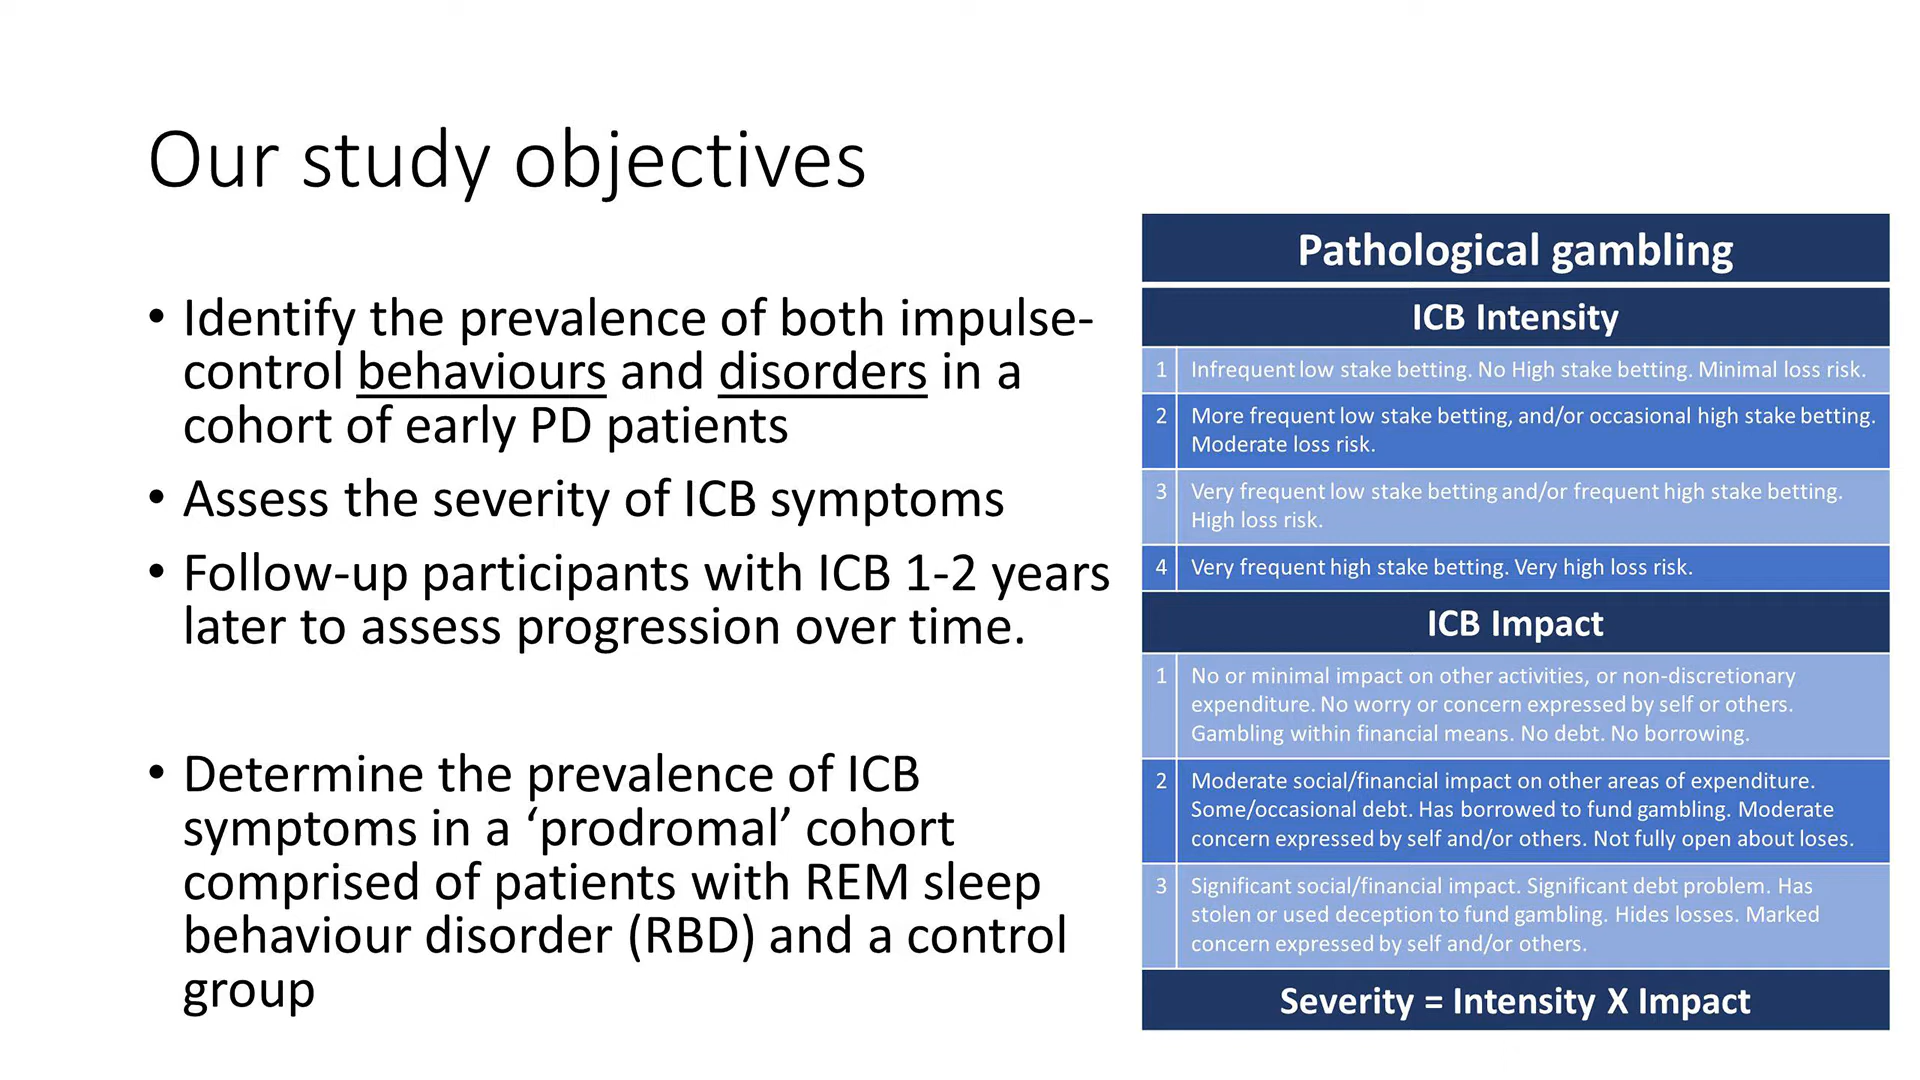 Our study objectives
• Identify the prevalence of both impulse-
control behaviours and disorders in a
cohort of early PD patients
• Assess the severity of ICB symptoms
• Follow-up participants with ICB 1-2 years
later to assess progression over time.
• Determine the prevalence of ICB
symptoms in a ‘prodromal’ cohort
comprised of patients with REM sleep
behaviour disorder (RBD) and a control
group
Pathological gambling
ICB Intensity
1 Infrequent low stake betting. No High stake betting. Minimal loss risk.
2 More frequent low stake betting, and/or occasional high stake betting.
Moderate loss risk.
3 Very frequent low stake betting and/or frequent high stake betting.
High loss risk.
4 Very frequent high stake betting. Very high loss risk.
ICB Impact
1 No or minimal impact on other activities, or non-discretionary
expenditure. No worry or concern expressed by self or others.
Gambling within financial means. No debt. No borrowing.
2 Moderate social/financial impact on other areas of expenditure.
Some/occasional debt. Has borrowed to fund gambling. Moderate
concern expressed by self and/or others. Not fully open about loses.
3 Significant social/financial impact. Significant debt problem. Has
stolen or used deception to fund gambling. Hides losses. Marked
concern expressed by self and/or others.
Severity = Intensity X Impact